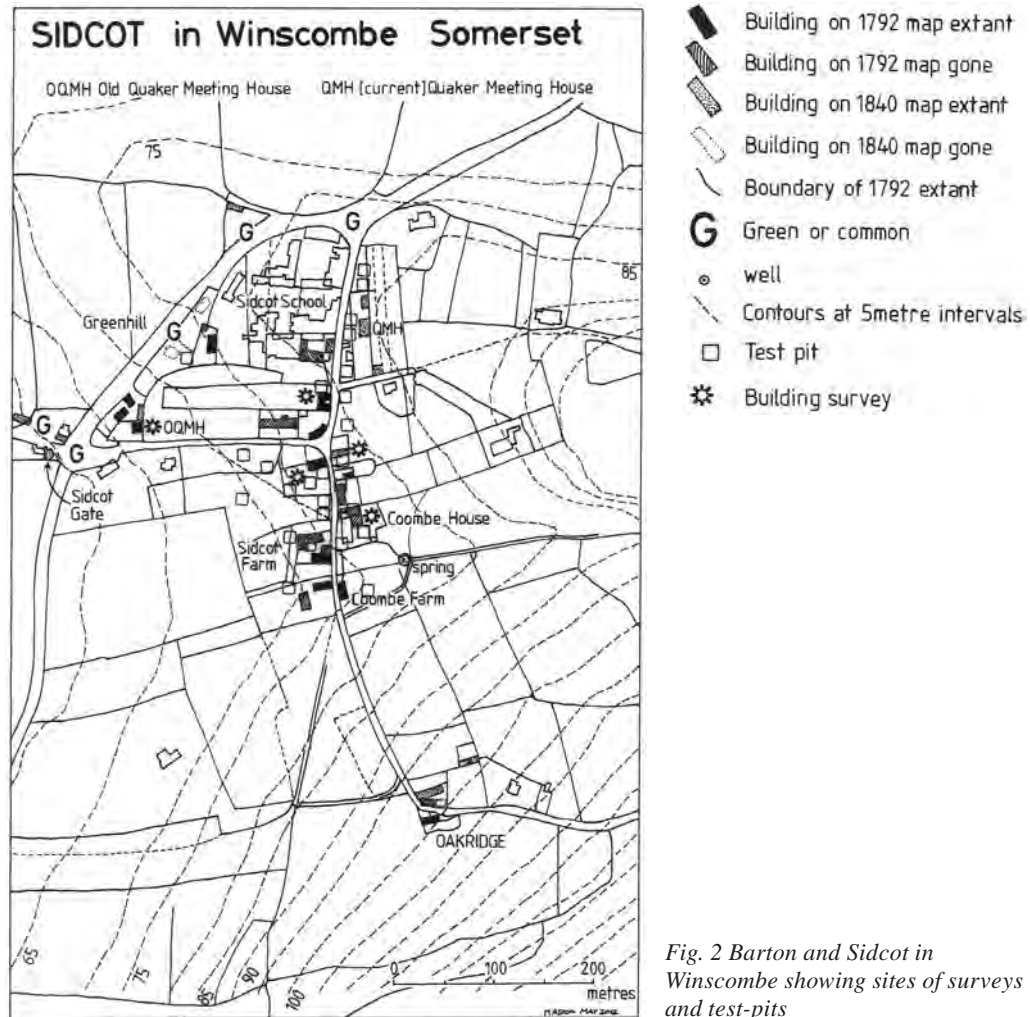 SIDCOT in Winscombe Somerset
OQMH Old Quaker Meeting House QMH [current] Quaker Meeting House
75
G
G
85
Sidcot School
Greenhill
G
QMH
G
OQMH
G
Sidcot
Gate
Coombe House
Sidcot
Farm
spring
Coombe Farm
OAKRIDGE
65
75
85
90
100
0 100 200
metres
MASON MAY 2012
Building on 1792 map extant
Building on 1792 map gone
Building on 1840 map extant
Building on 1840 map gone
Boundary of 1792 extant
G Green or common
well
Contours at 5metre intervals
Test pit
Building survey
Fig. 2 Barton and Sidcot in
Winscombe showing sites of surveys
and test-pits